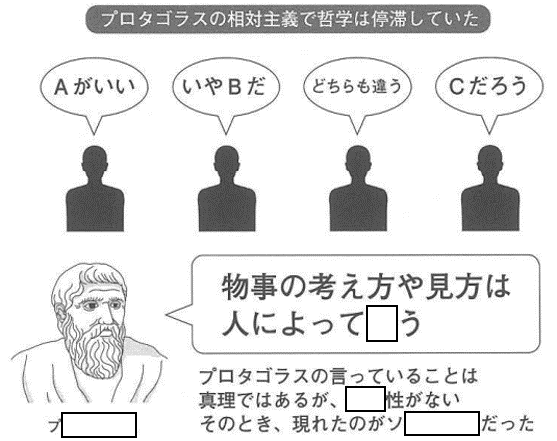 プロタゴラスの相対主義で哲学は停滞していた
Aがいい
いやBだ
どちらも違う
Cだろう
物事の考え方や見方は
人によって う
プロタゴラスの言っていることは
真理ではあるが、 性がない
そのとき、現れたのがソ だった
プ